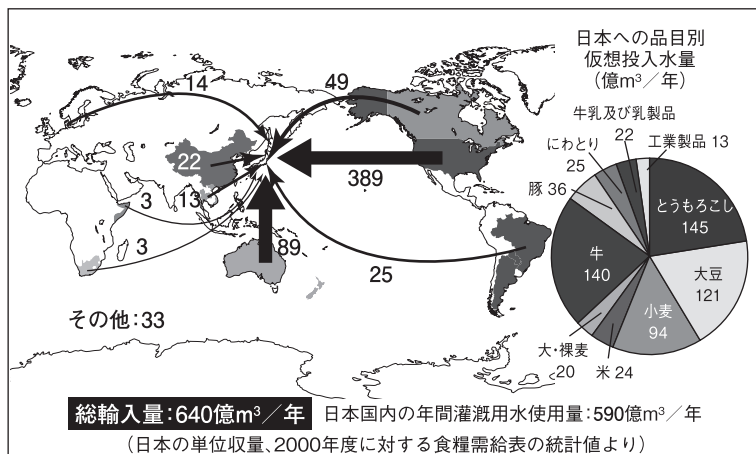 日本への品目別
仮想投入水量
(億m³／年)
14
49
22
389
3
13
3
89
25
その他:33
牛乳及び乳製品
22
工業製品 13
にわとり
25
豚 36
とうもろこし
145
牛
140
大豆
121
小麦
94
大・裸麦
20
米 24
総輸入量:640億m³／年
日本国内の年間灌漑用水使用量:590億m³／年
(日本の単位収量、2000年度に対する食糧需給表の統計値より)